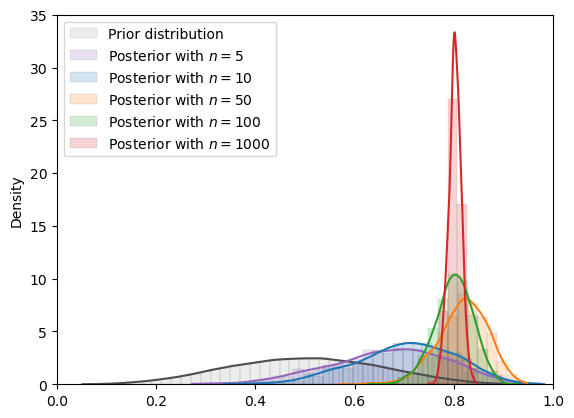 35
30
25
20
15
10
5
0
Density
Prior distribution
Posterior with n = 5
Posterior with n = 10
Posterior with n = 50
Posterior with n = 100
Posterior with n = 1000
0.0 0.2 0.4 0.6 0.8 1.0